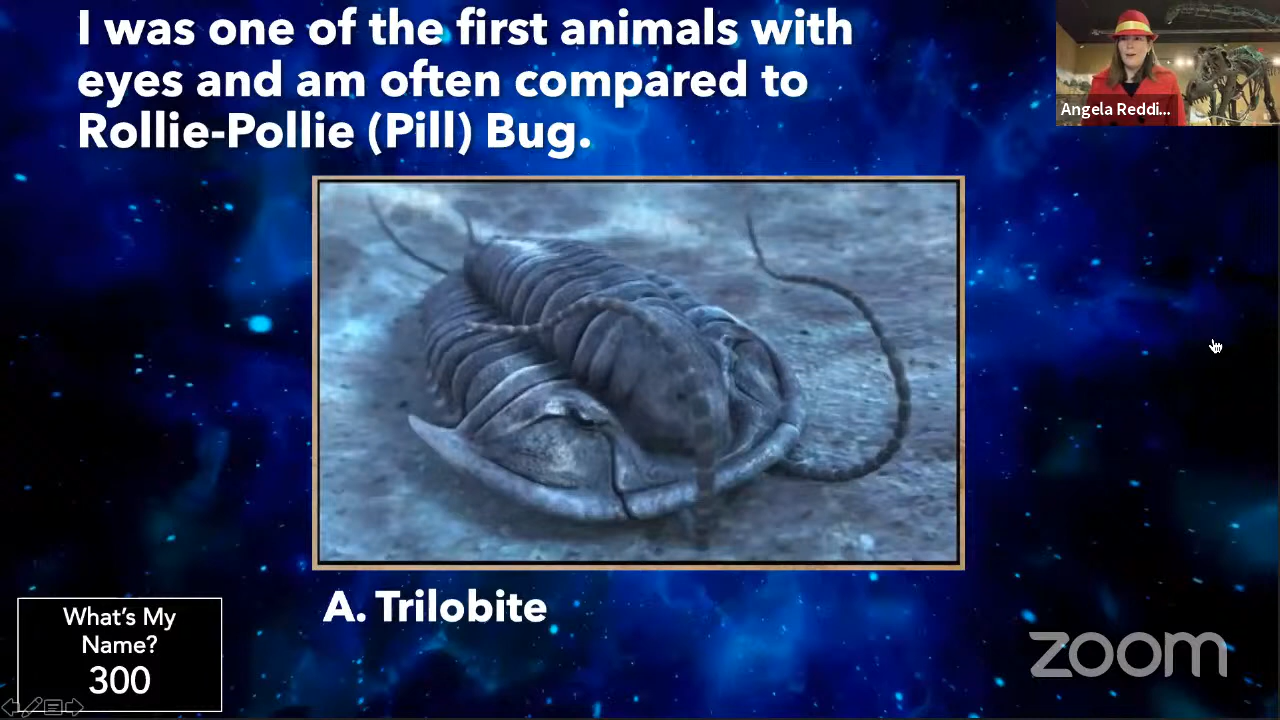 I was one of the first animals with
eyes and am often compared to
Rollie-Pollie (Pill) Bug.
Angela Reddi...
A. Trilobite
What's My
Name?
300
zoom